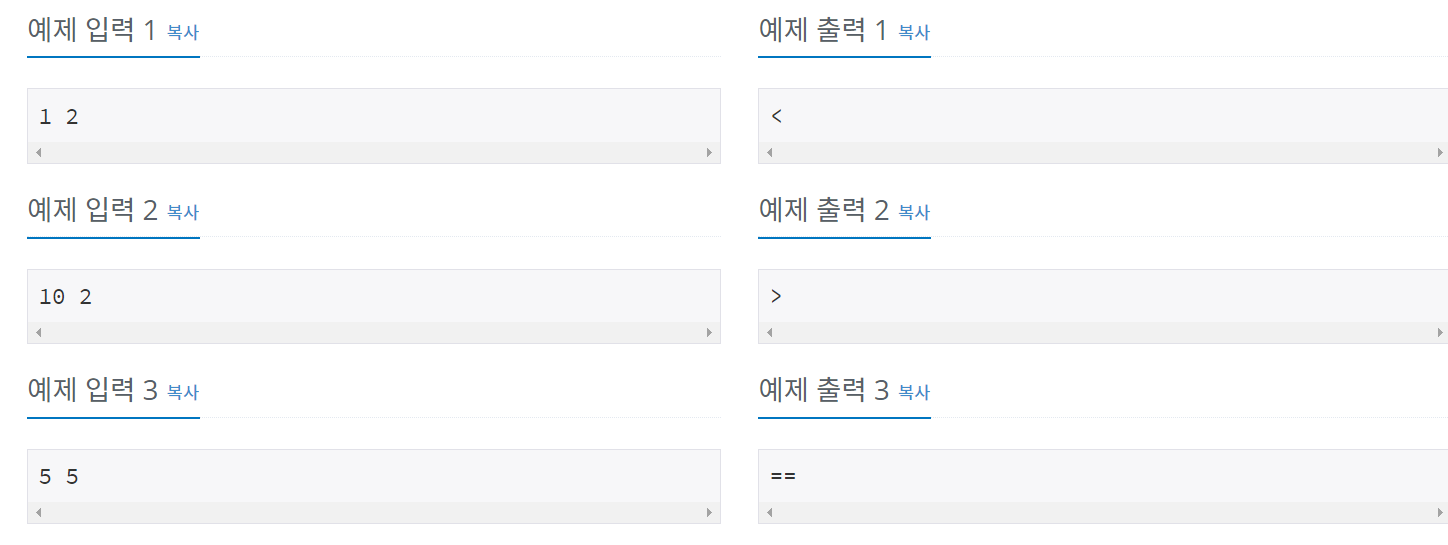 예제 입력 1 복사
예제 출력 1 복사
1 2
<
예제 입력 2 복사
예제 출력 2 복사
10 2
>
예제 입력 3 복사
예제 출력 3 복사
5 5
==